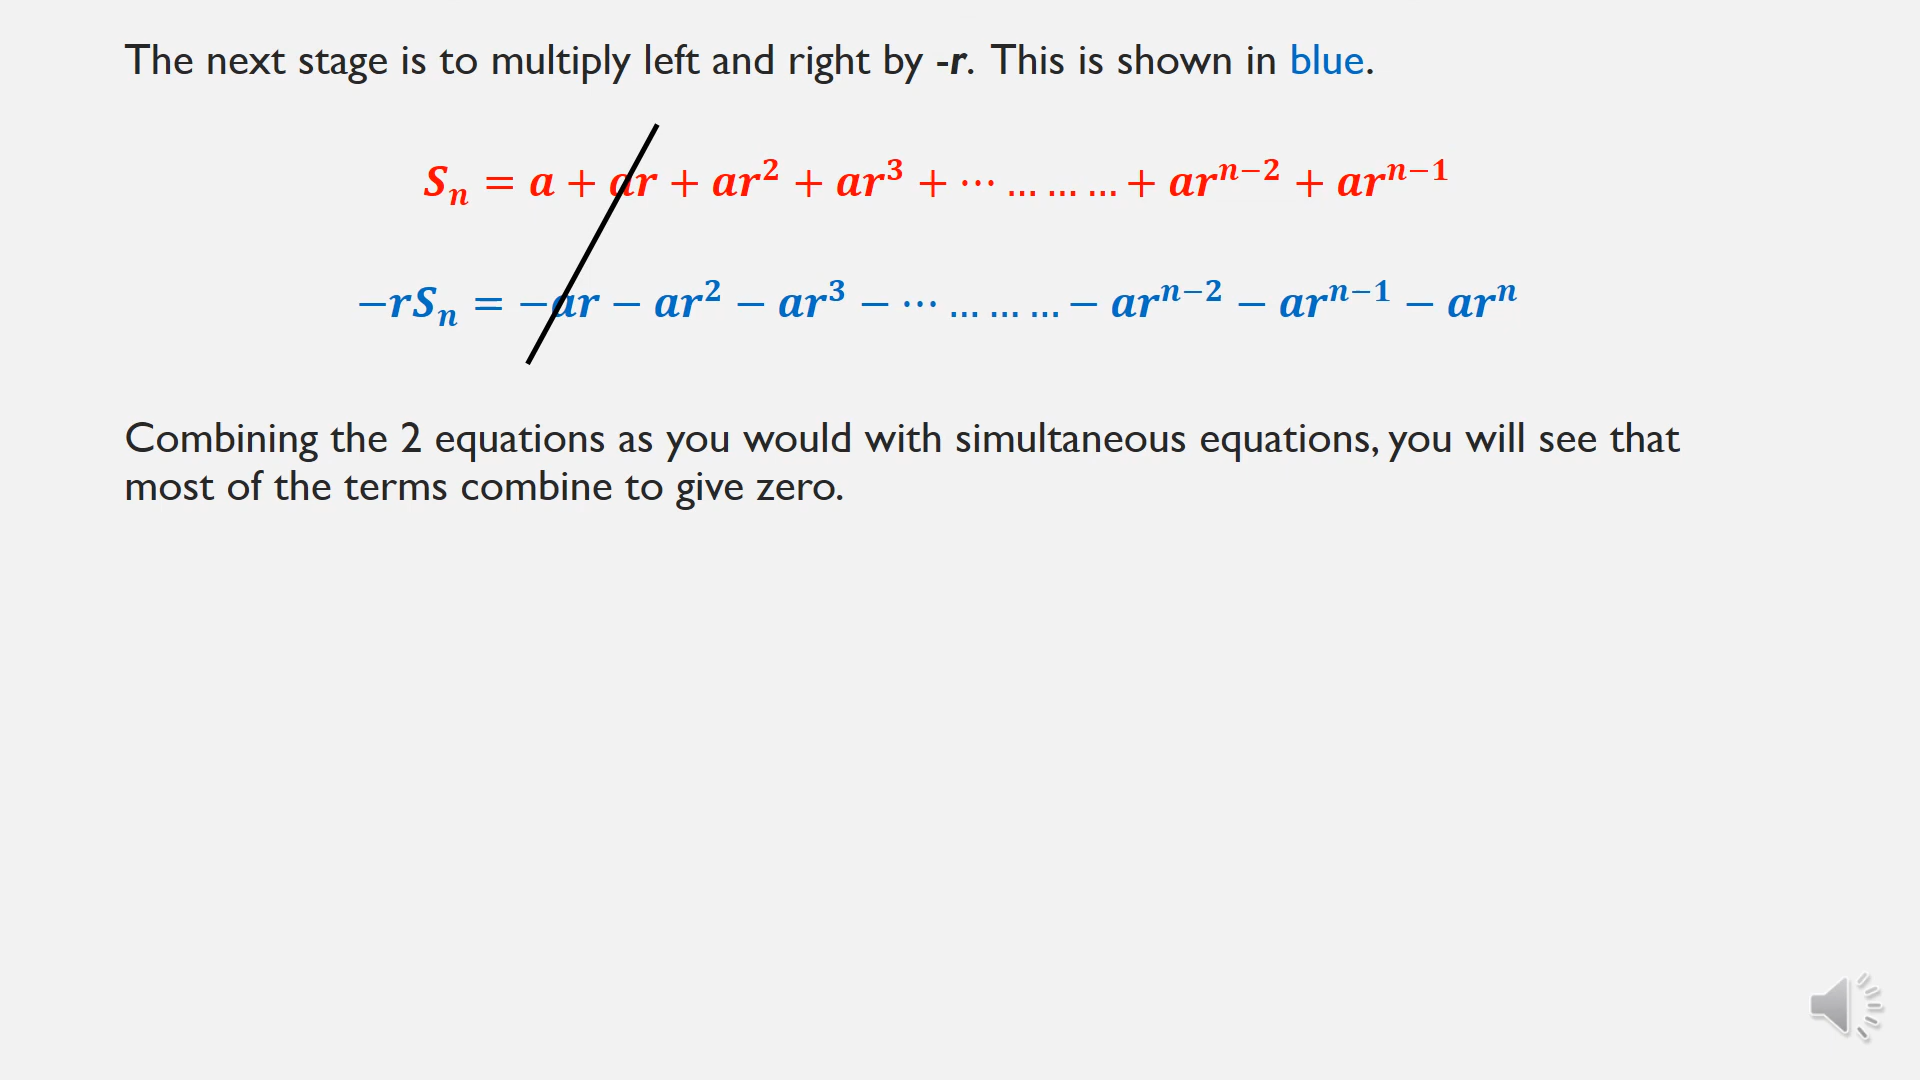 The next stage is to multiply left and right by -r. This is shown in blue.
Sₙ = a + ar + ar² + ar³ + ⋯ … … … + arⁿ⁻² + arⁿ⁻¹
−rSₙ = −ar − ar² − ar³ − ⋯ … … … − arⁿ⁻² − arⁿ⁻¹ − arⁿ
Combining the 2 equations as you would with simultaneous equations, you will see that
most of the terms combine to give zero.